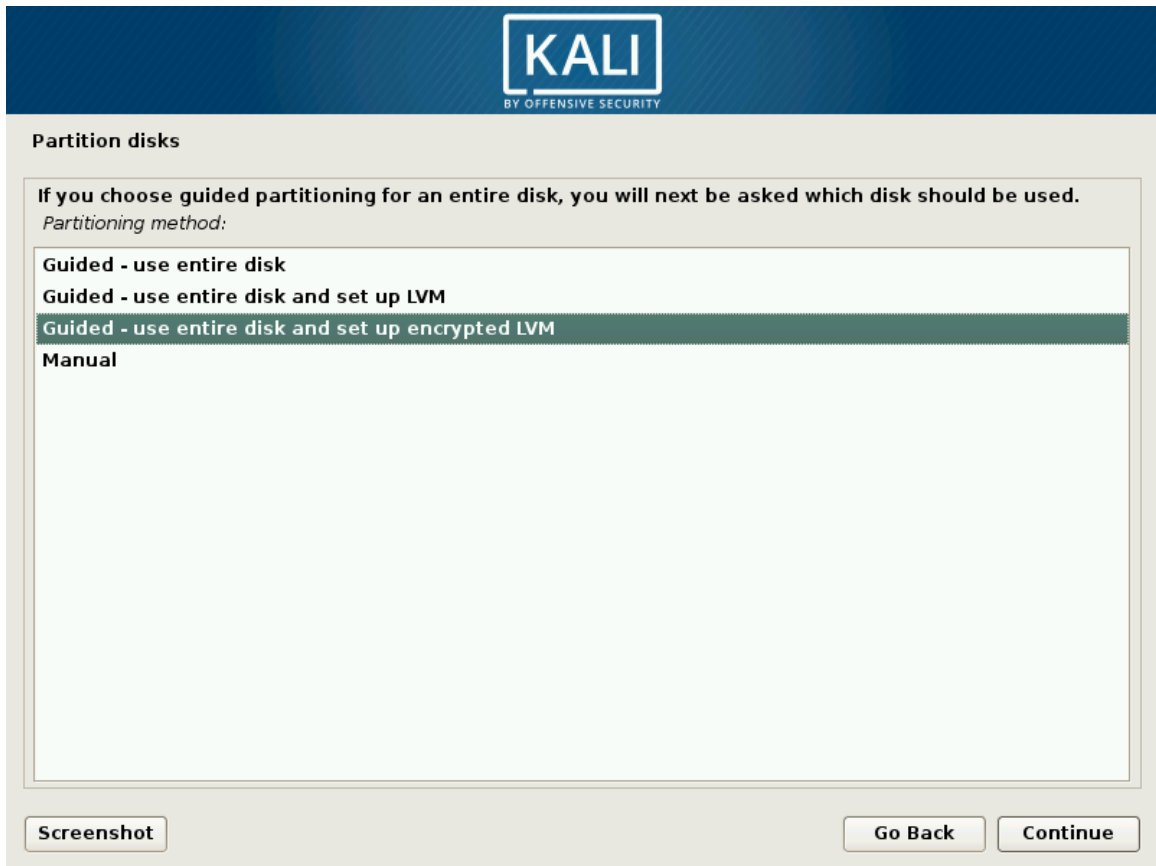 KALI
BY OFFENSIVE SECURITY
Partition disks
If you choose guided partitioning for an entire disk, you will next be asked which disk should be used.
Partitioning method:
Guided - use entire disk
Guided - use entire disk and set up LVM
Guided - use entire disk and set up encrypted LVM
Manual
Screenshot
Go Back
Continue